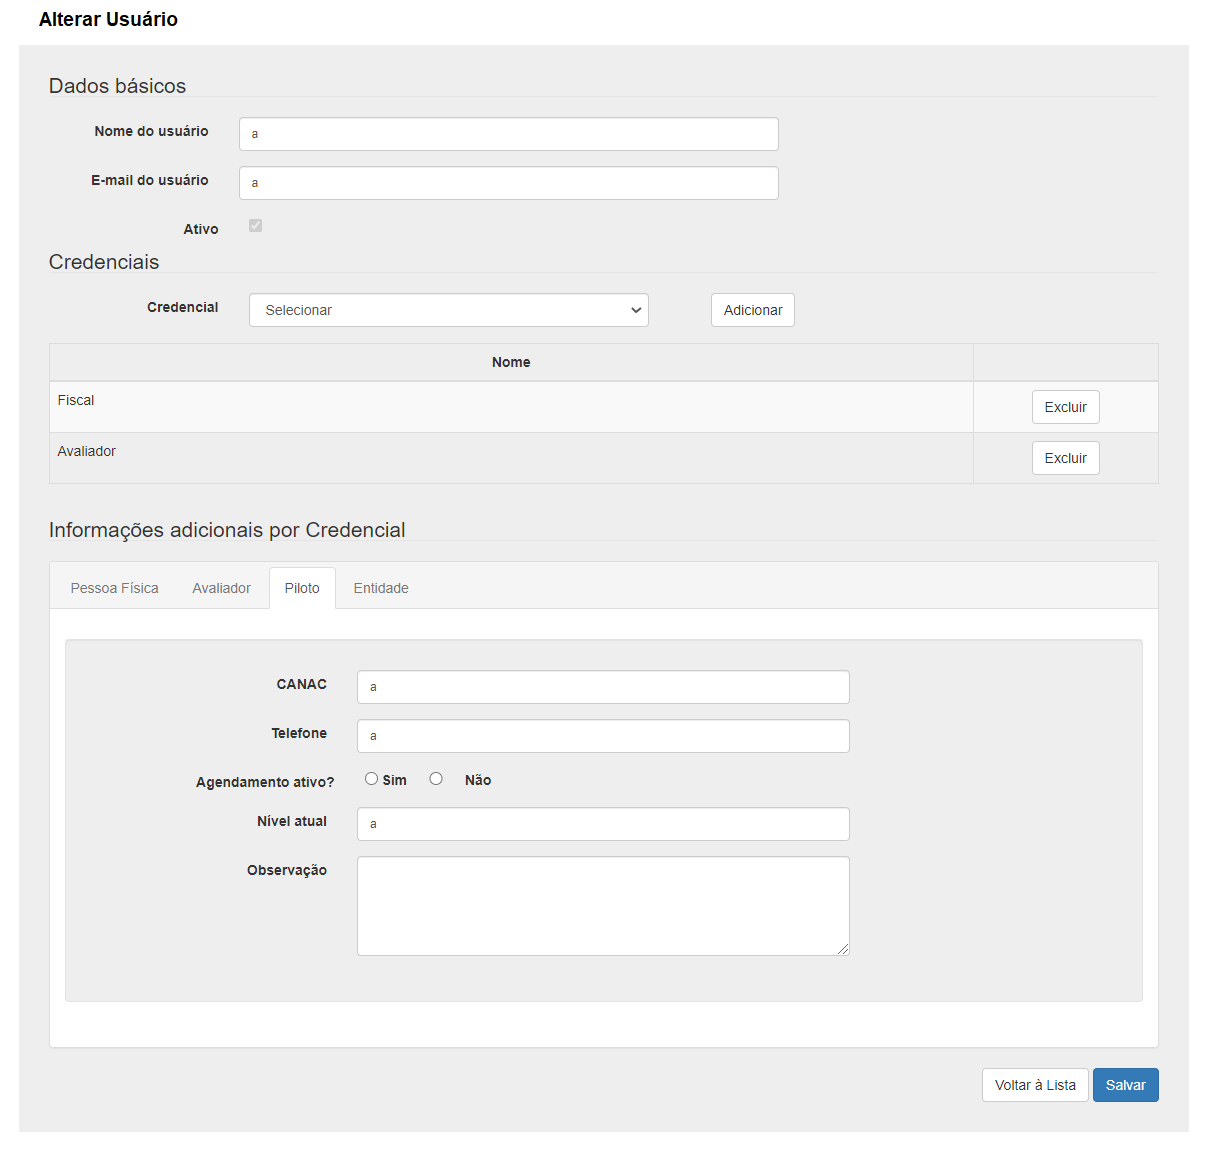 Alterar Usuário
Dados básicos
Nome do usuário a
E-mail do usuário a
Ativo
Credenciais
Credencial Selecionar Adicionar
Nome
Fiscal Excluir
Avaliador Excluir
Informações adicionais por Credencial
Pessoa Física Avaliador Piloto Entidade
CANAC a
Telefone a
Agendamento ativo? Sim Não
Nível atual a
Observação
Voltar à Lista Salvar